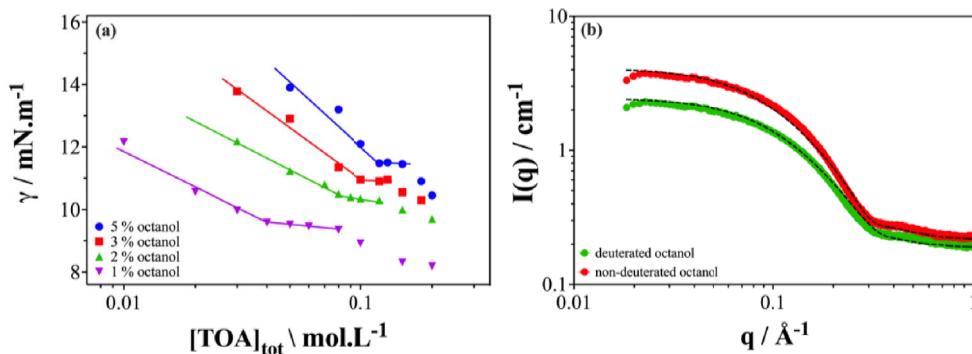 (a)
16
14
12
10
8
γ / mN.m-1
5 % octanol
3 % octanol
2 % octanol
1 % octanol
0.01
0.1
[TOA]tot \ mol.L-1
(b)
10
1
0.1
I(q) / cm-1
deuterated octanol
non-deuterated octanol
0.01
0.1
1
q / Å-1